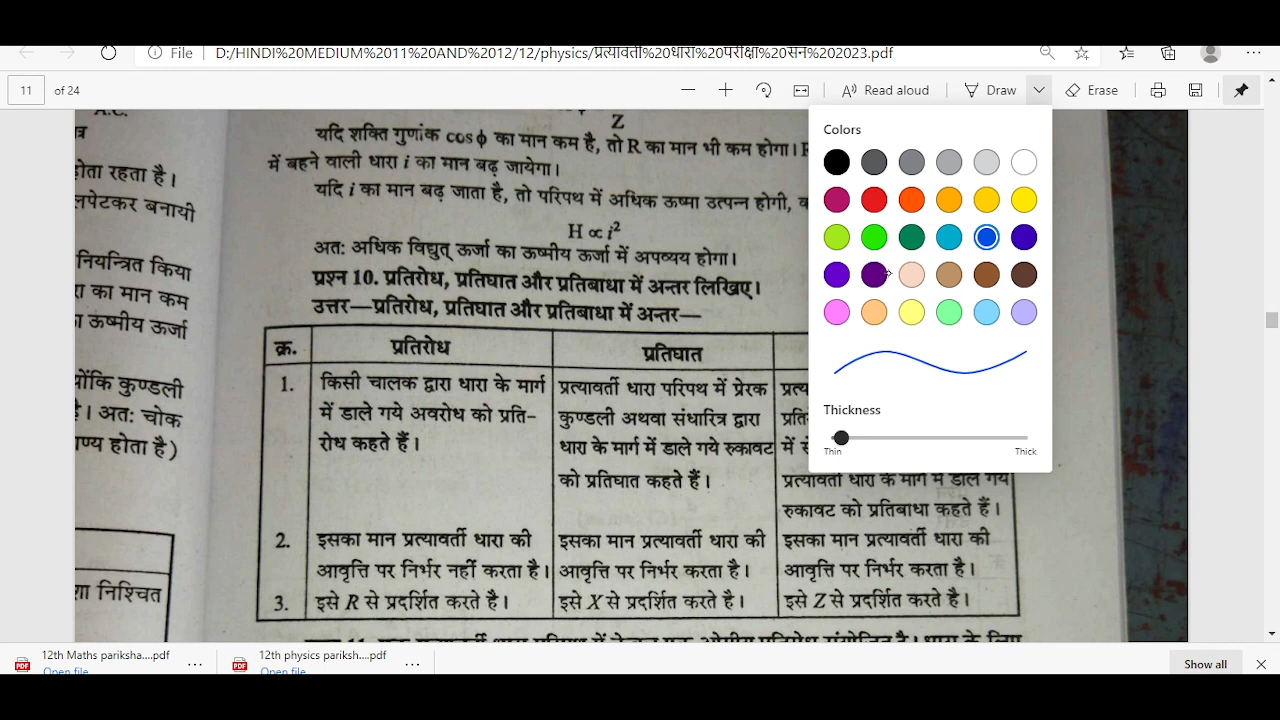 File D:/HINDI%20MEDIUM%2011%20AND%2012/12/physics/प्रत्यावर्ती%20धारा%20परीक्षा%20सन%202023.pdf
11 of 24 Read aloud Draw Erase
Colors
Thickness
Thin Thick
Z
यदि शक्ति गुणांक cos ϕ का मान कम है, तो R का मान भी कम होगा।
में बहने वाली धारा i का मान बढ़ जायेगा।
यदि i का मान बढ़ जाता है, तो परिपथ में अधिक ऊष्मा उत्पन्न होगी,
H ∝ i²
अतः अधिक विद्युत् ऊर्जा का ऊष्मीय ऊर्जा में अपव्यय होगा।
प्रश्न 10. प्रतिरोध, प्रतिघात और प्रतिबाधा में अन्तर लिखिए।
उत्तर—प्रतिरोध, प्रतिघात और प्रतिबाधा में अन्तर—
क्र. प्रतिरोध प्रतिघात
1. किसी चालक द्वारा धारा के मार्ग प्रत्यावर्ती धारा परिपथ में प्रेरक
में डाले गये अवरोध को प्रति- कुण्डली अथवा संधारित्र द्वारा
रोध कहते हैं। धारा के मार्ग में डाले गये रुकावट में
को प्रतिघात कहते हैं। प्रत्यावर्ती धारा के मार्ग में डाले गये
रुकावट को प्रतिबाधा कहते हैं।
2. इसका मान प्रत्यावर्ती धारा की इसका मान प्रत्यावर्ती धारा की इसका मान प्रत्यावर्ती धारा की
आवृत्ति पर निर्भर नहीं करता है। आवृत्ति पर निर्भर करता है। आवृत्ति पर निर्भर करता है।
3. इसे R से प्रदर्शित करते है। इसे X से प्रदर्शित करते है। इसे Z से प्रदर्शित करते है।
A.C.
होता रहता है।
लपेटकर बनायी
नियन्त्रित किया
का मान कम
ऊष्मीय ऊर्जा
कुण्डली
अतः चोक
होता है)
निश्चित
12th Maths pariksha....pdf
Open file
12th physics pariksh....pdf
Open file
Show all